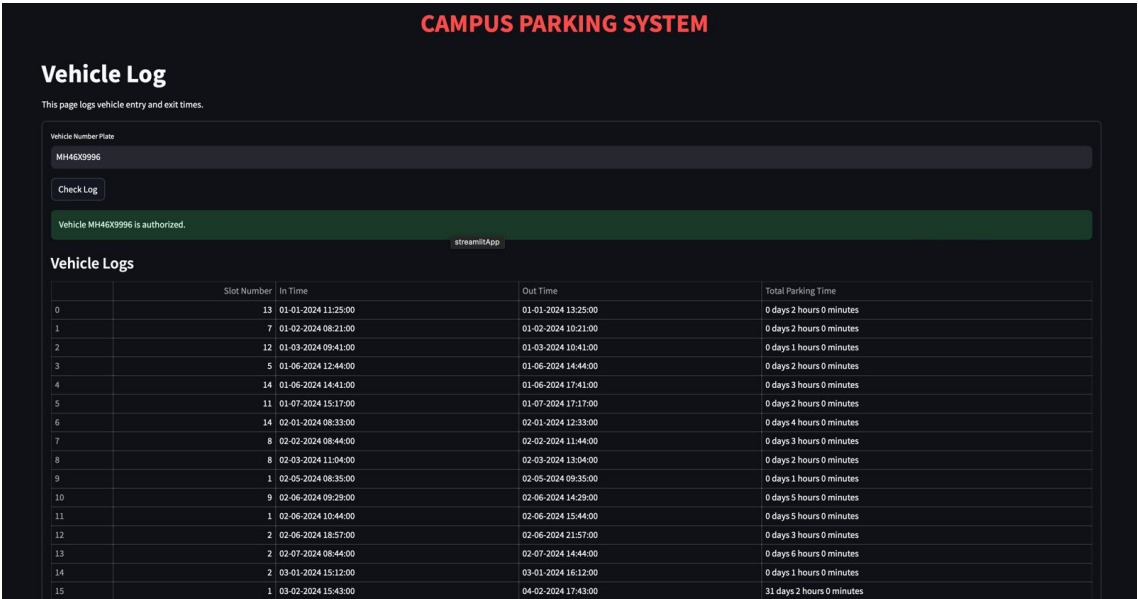 CAMPUS PARKING SYSTEM
Vehicle Log
This page logs vehicle entry and exit times.
Vehicle Number Plate
MH46X9996
Check Log
Vehicle MH46X9996 is authorized.
streamlitApp
Vehicle Logs
Slot Number In Time Out Time Total Parking Time
0 13 01-01-2024 11:25:00 01-01-2024 13:25:00 0 days 2 hours 0 minutes
1 7 01-02-2024 08:21:00 01-02-2024 10:21:00 0 days 2 hours 0 minutes
2 12 01-03-2024 09:41:00 01-03-2024 10:41:00 0 days 1 hours 0 minutes
3 5 01-06-2024 12:44:00 01-06-2024 14:44:00 0 days 2 hours 0 minutes
4 14 01-06-2024 14:41:00 01-06-2024 17:41:00 0 days 3 hours 0 minutes
5 11 01-07-2024 15:17:00 01-07-2024 17:17:00 0 days 2 hours 0 minutes
6 14 02-01-2024 08:33:00 02-01-2024 12:33:00 0 days 4 hours 0 minutes
7 8 02-02-2024 08:44:00 02-02-2024 11:44:00 0 days 3 hours 0 minutes
8 8 02-03-2024 11:04:00 02-03-2024 13:04:00 0 days 2 hours 0 minutes
9 1 02-05-2024 08:35:00 02-05-2024 09:35:00 0 days 1 hours 0 minutes
10 9 02-06-2024 09:29:00 02-06-2024 14:29:00 0 days 5 hours 0 minutes
11 1 02-06-2024 10:44:00 02-06-2024 15:44:00 0 days 5 hours 0 minutes
12 2 02-06-2024 18:57:00 02-06-2024 21:57:00 0 days 3 hours 0 minutes
13 2 02-07-2024 08:44:00 02-07-2024 14:44:00 0 days 6 hours 0 minutes
14 2 03-01-2024 15:12:00 03-01-2024 16:12:00 0 days 1 hours 0 minutes
15 1 03-02-2024 15:43:00 04-02-2024 17:43:00 31 days 2 hours 0 minutes